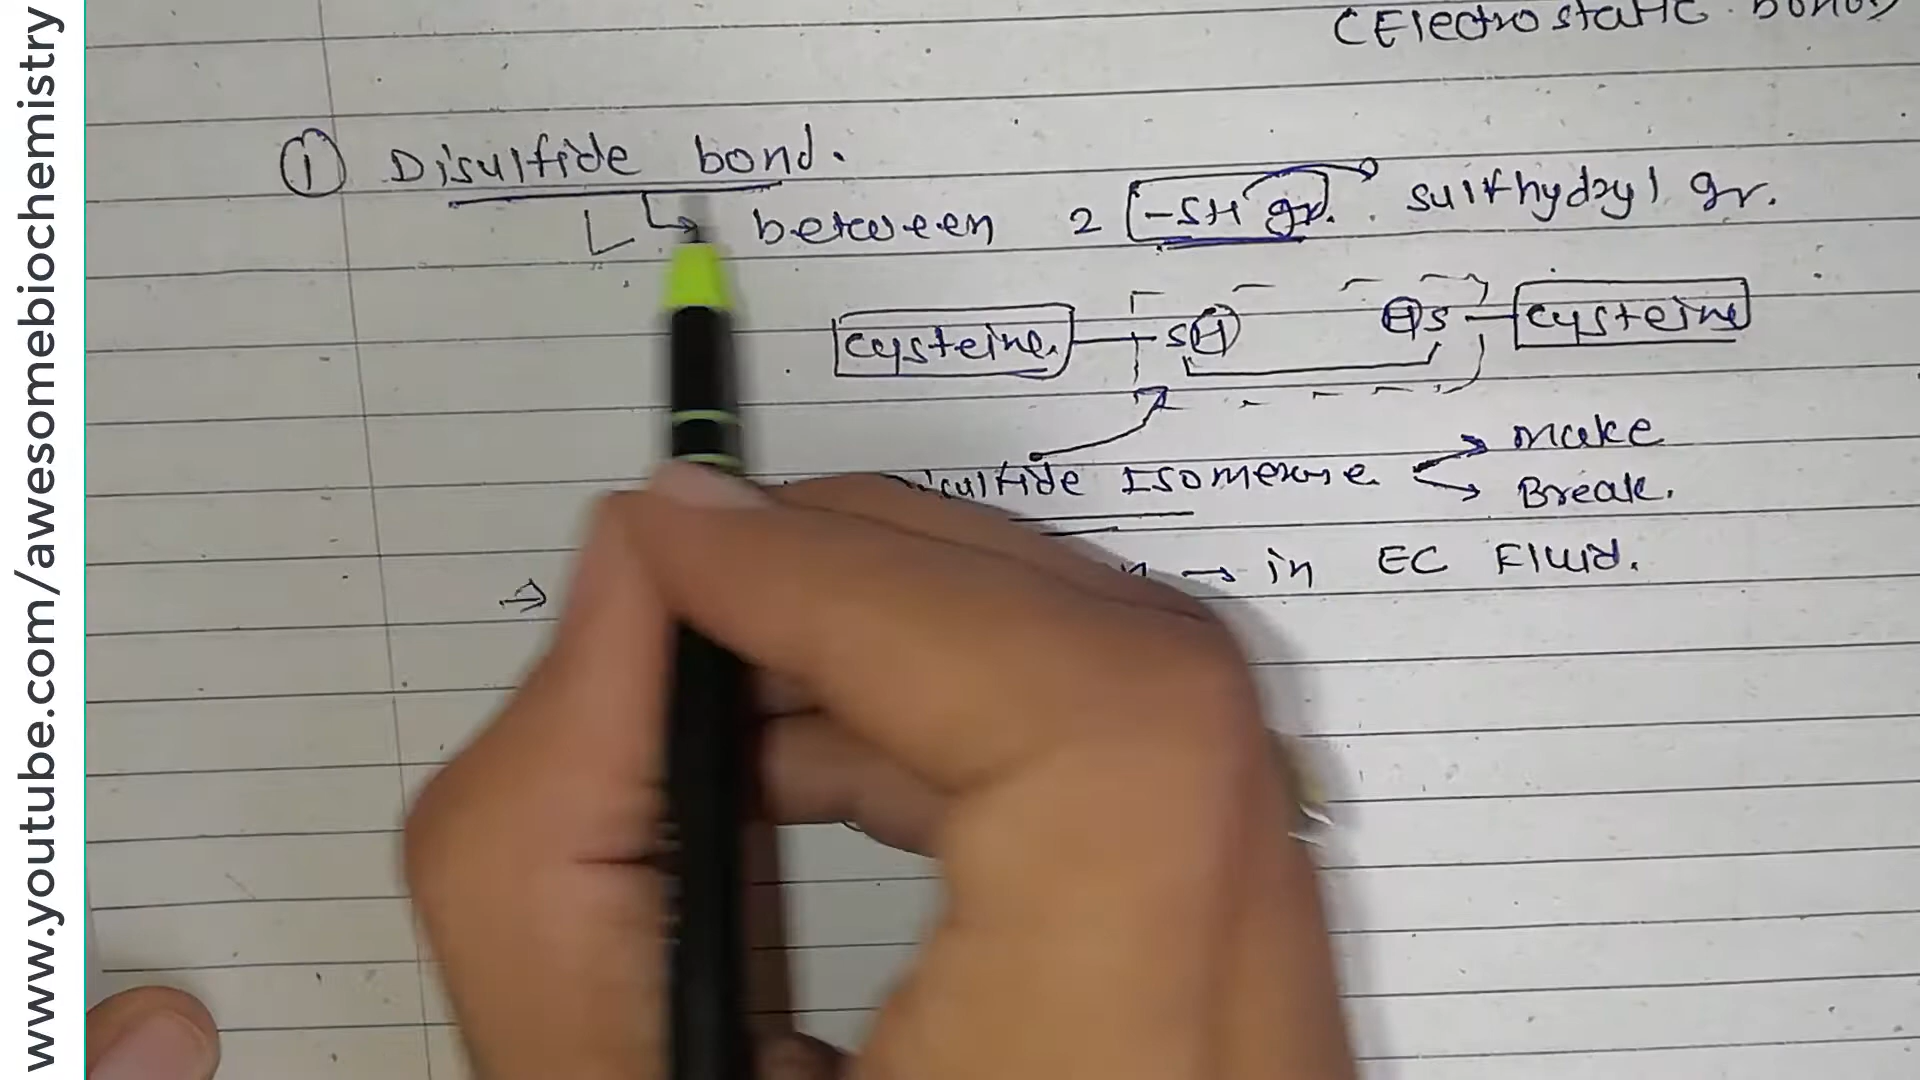 (Electrostatic bond)
① Disulfide bond.
between 2 -SH gr. sulfhydryl gr.
cysteine - SH HS - cysteine
Disulfide Isomerase. → make
→ Break.
→ in EC Fluid.
www.youtube.com/awesomebiochemistry